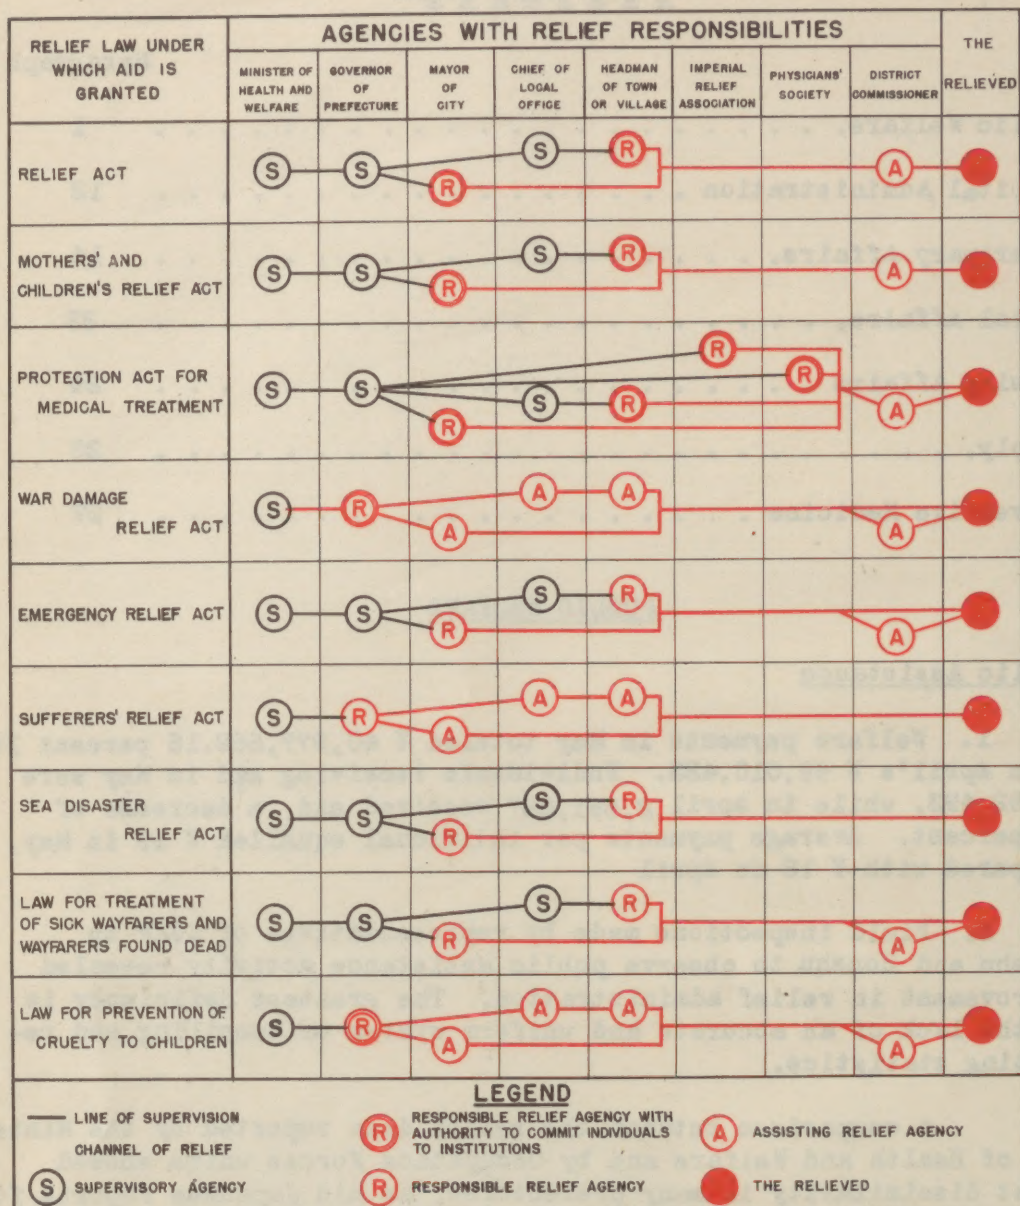 RELIEF LAW UNDER
WHICH AID IS
GRANTED
AGENCIES WITH RELIEF RESPONSIBILITIES
MINISTER OF
HEALTH AND
WELFARE
GOVERNOR
OF
PREFECTURE
MAYOR
OF
CITY
CHIEF OF
LOCAL
OFFICE
HEADMAN
OF TOWN
OR VILLAGE
IMPERIAL
RELIEF
ASSOCIATION
PHYSICIANS'
SOCIETY
DISTRICT
COMMISSIONER
THE
RELIEVED
RELIEF ACT
S S R S R A
MOTHERS' AND
CHILDREN'S RELIEF ACT
S S R S R A
PROTECTION ACT FOR
MEDICAL TREATMENT
S S R S R R R A
WAR DAMAGE
RELIEF ACT
S R A A A A
EMERGENCY RELIEF ACT
S S R S R A
SUFFERERS' RELIEF ACT
S R A A A
SEA DISASTER
RELIEF ACT
S S R S R
LAW FOR TREATMENT
OF SICK WAYFARERS AND
WAYFARERS FOUND DEAD
S S R S R A
LAW FOR PREVENTION OF
CRUELTY TO CHILDREN
S R A A A A
LEGEND
LINE OF SUPERVISION
CHANNEL OF RELIEF
S SUPERVISORY AGENCY
R RESPONSIBLE RELIEF AGENCY WITH
AUTHORITY TO COMMIT INDIVIDUALS
TO INSTITUTIONS
R RESPONSIBLE RELIEF AGENCY
A ASSISTING RELIEF AGENCY
THE RELIEVED